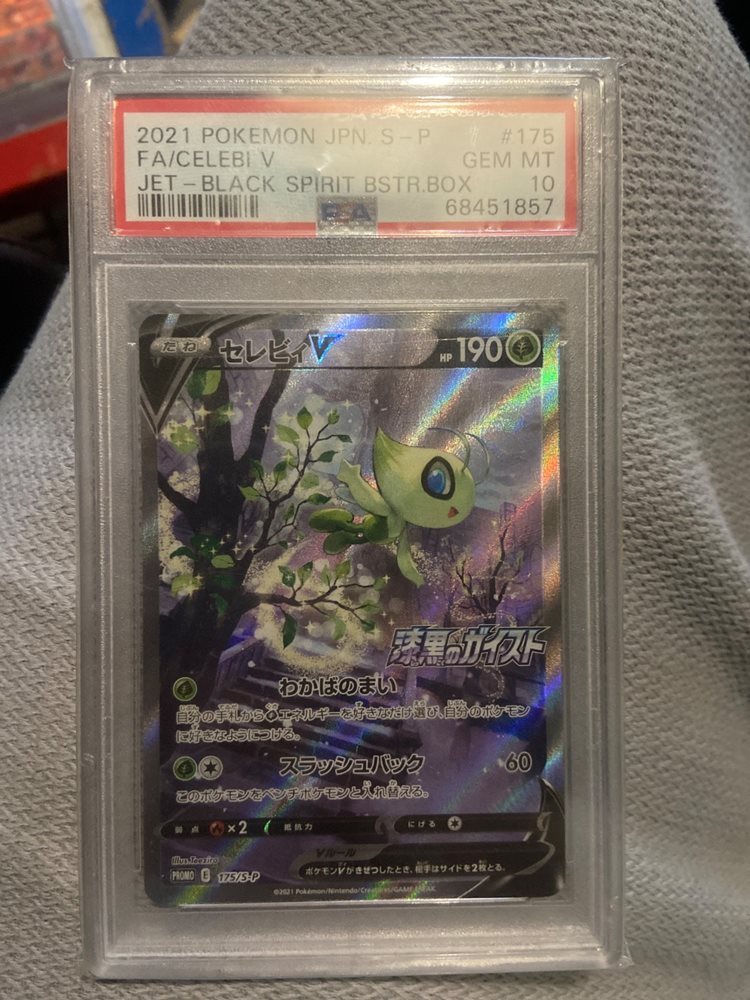 2021 POKEMON JPN. S-P #175
FA/CELEBI V GEM MT
JET-BLACK SPIRIT BSTR.BOX 10
PSA 68451857
たね セレビィV HP 190
漆黒のガイスト
わかばのまい
自分の手札からエネルギーを好きなだけ選び、自分のポケモン
に好きなようにつける。
スラッシュバック 60
このポケモンをベンチポケモンと入れ替える。
弱点 ×2 抵抗力 にげる
Illus.Toezira Vルール
PROMO E 175/S-P ポケモンVがきぜつしたとき、相手はサイドを2枚とる。
©2021 Pokémon/Nintendo/Creatures/GAME FREAK.